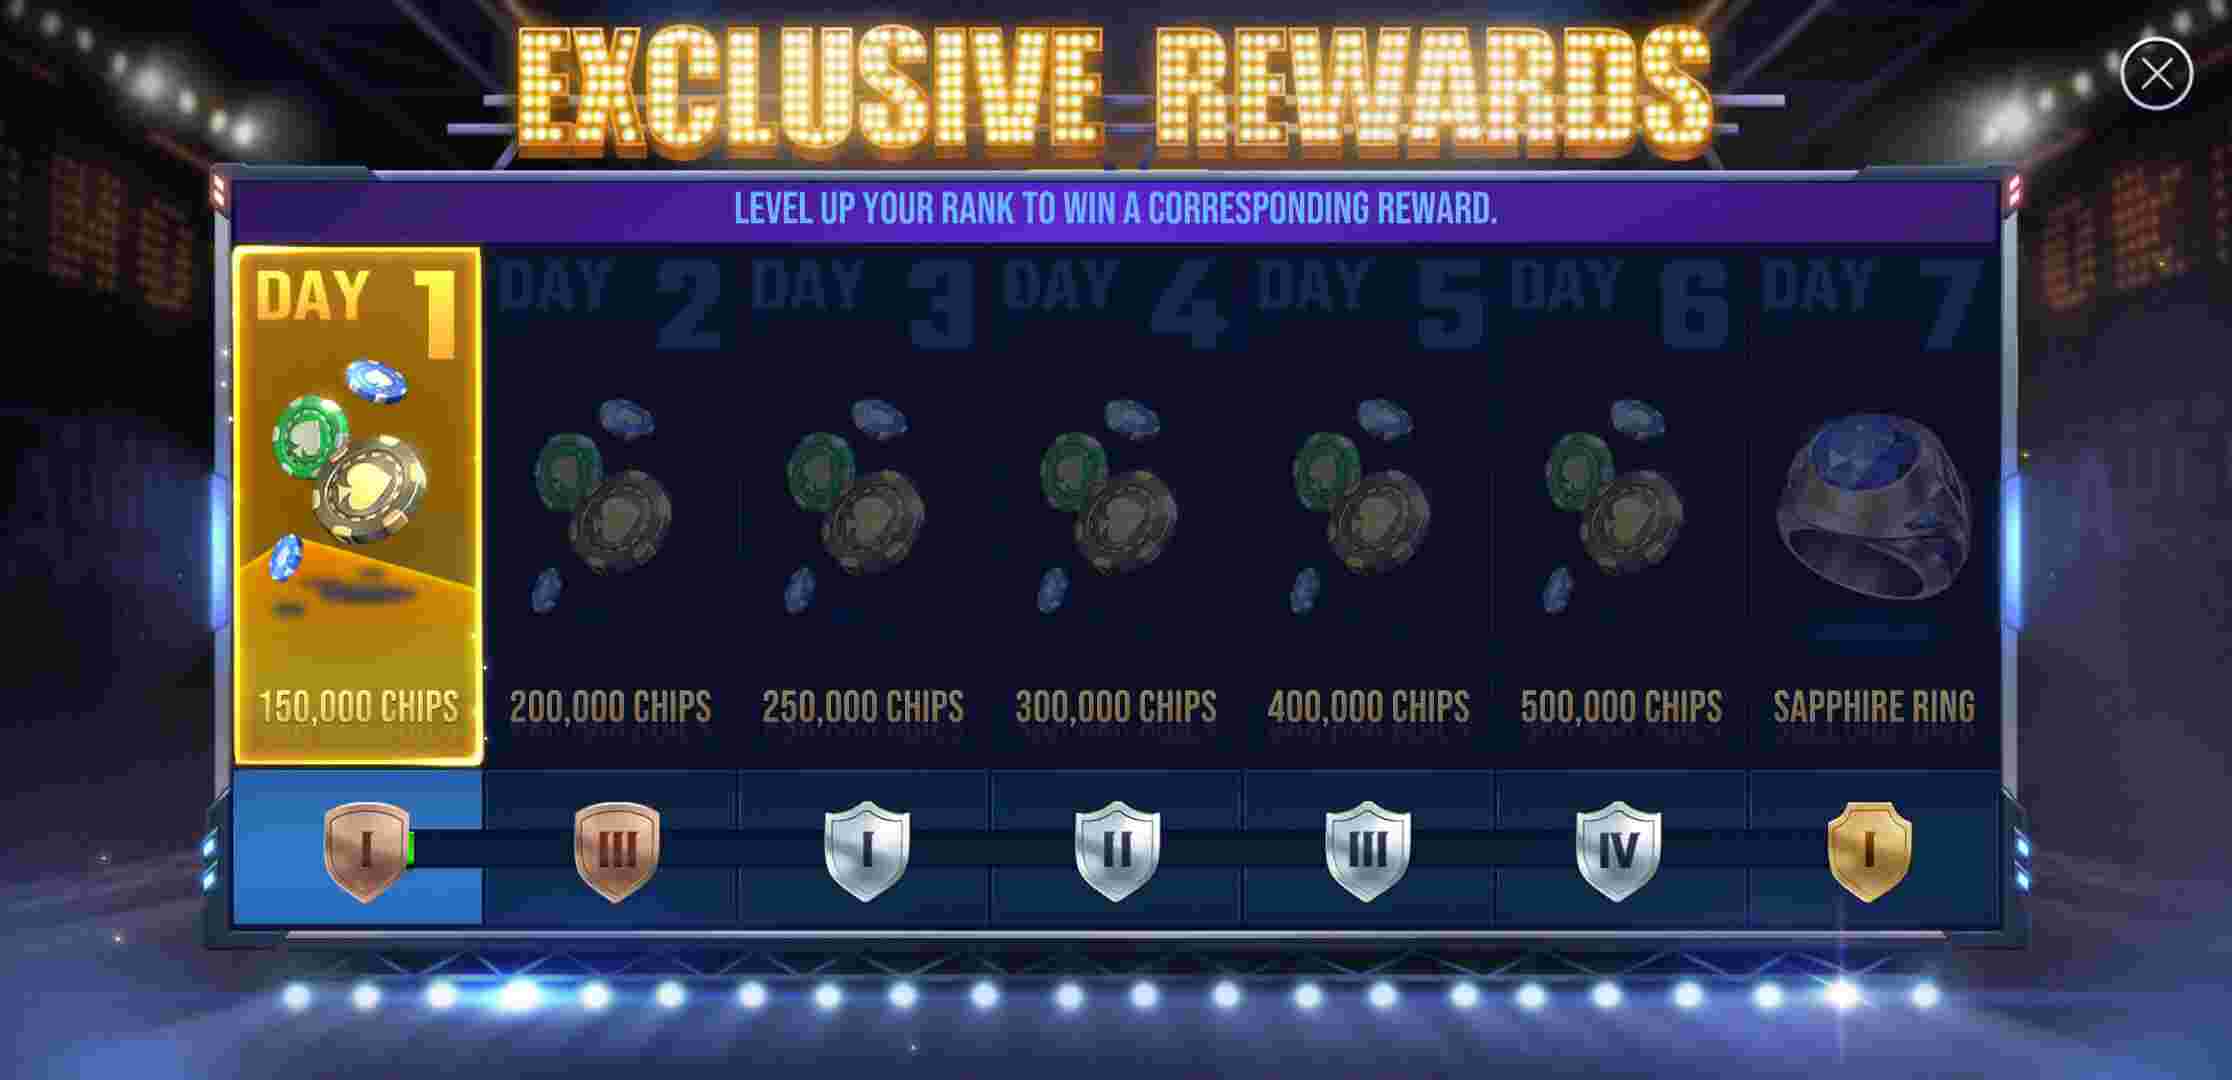 EXCLUSIVE REWARDS
LEVEL UP YOUR RANK TO WIN A CORRESPONDING REWARD.
DAY 1
DAY 2
DAY 3
DAY 4
DAY 5
DAY 6
DAY 7
150,000 CHIPS
200,000 CHIPS
250,000 CHIPS
300,000 CHIPS
400,000 CHIPS
500,000 CHIPS
SAPPHIRE RING
I
III
I
II
III
IV
I